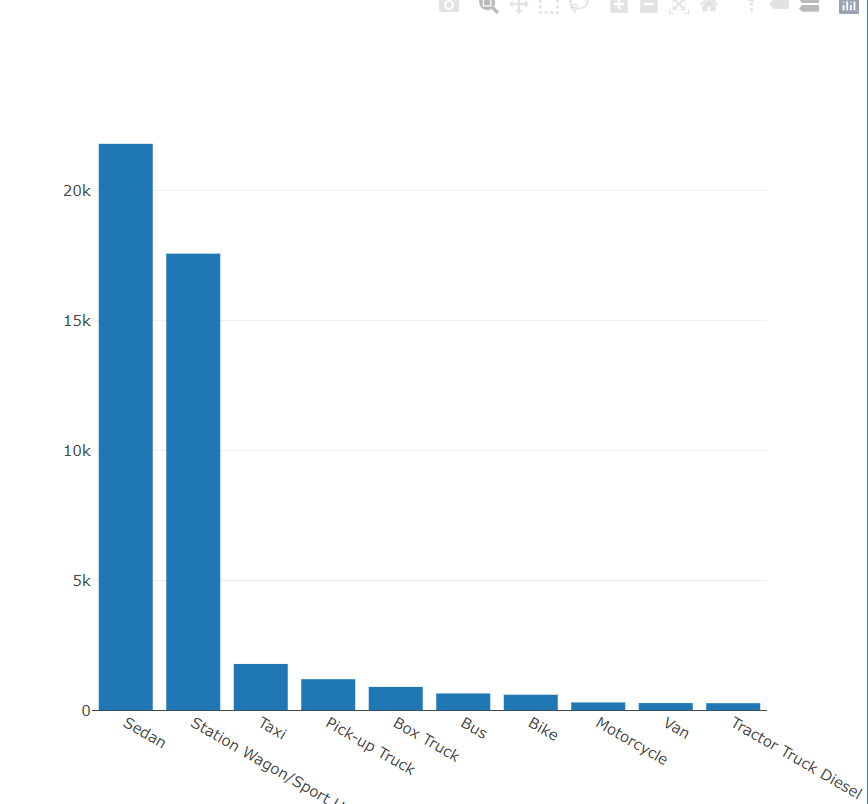 20k
15k
10k
5k
0
Sedan
Station Wagon/Sport
Taxi
Pick-up Truck
Box Truck
Bus
Bike
Motorcycle
Van
Tractor Truck Diesel